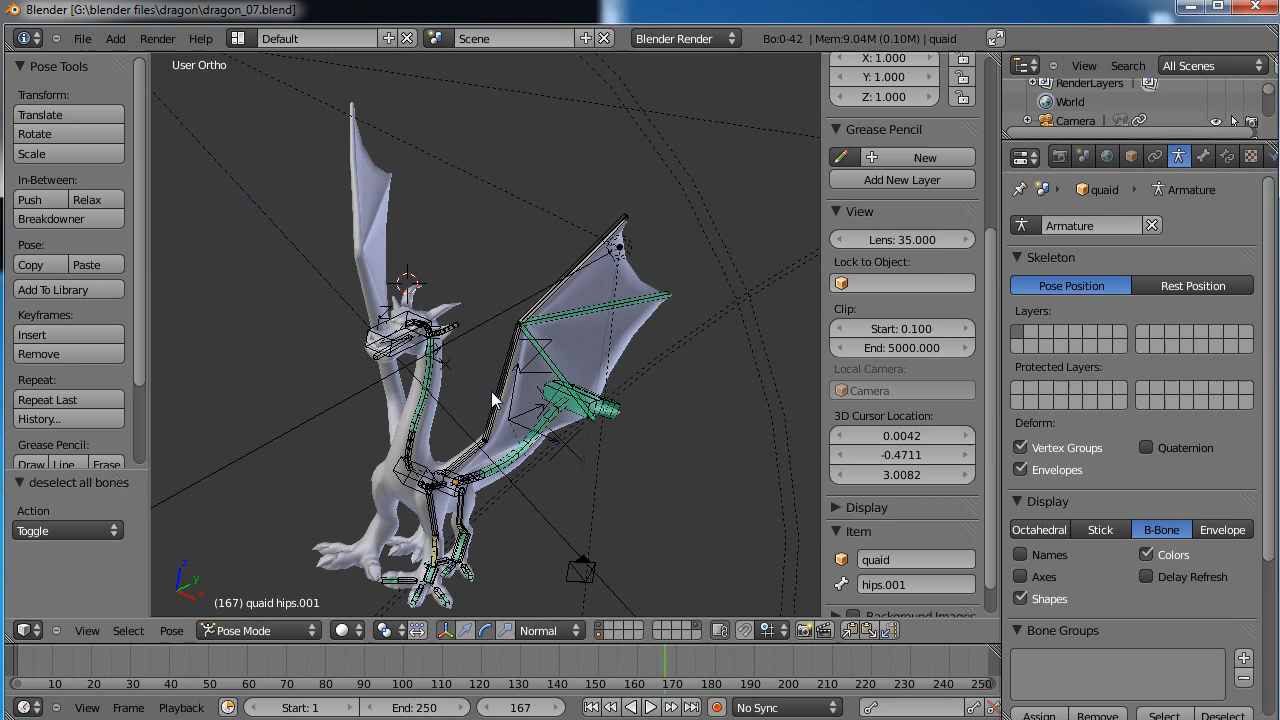 Blender [G:\blender files\dragon\dragon_07.blend]
File Add Render Help Default Scene Blender Render Bo:0-42 | Mem:9.04M (0.10M) | quaid
Pose Tools
Transform:
Translate
Rotate
Scale
In-Between:
Push Relax
Breakdowner
Pose:
Copy Paste
Add To Library
Keyframes:
Insert
Remove
Repeat:
Repeat Last
History...
Grease Pencil:
Draw Line Erase
deselect all bones
Action
Toggle
User Ortho
z
y
x
(167) quaid hips.001
X: 1.000
Y: 1.000
Z: 1.000
Grease Pencil
New
Add New Layer
View
Lens: 35.000
Lock to Object:
Clip:
Start: 0.100
End: 5000.000
Local Camera:
Camera
3D Cursor Location:
0.0042
-0.4711
3.0082
Display
Item
quaid
hips.001
Background Images
View Search All Scenes
RenderLayers
World
Camera
quaid Armature
Armature
Skeleton
Pose Position Rest Position
Layers:
Protected Layers:
Deform:
Vertex Groups Quaternion
Envelopes
Display
Octahedral Stick B-Bone Envelope
Names Colors
Axes Delay Refresh
Shapes
Bone Groups
Assign Remove Select Deselect
View Select Pose Pose Mode Normal
10 20 30 40 50 60 70 80 90 100 110 120 130 140 150 160 170 180 190 200 210 220 230 240 250
View Frame Playback Start: 1 End: 250 167 No Sync